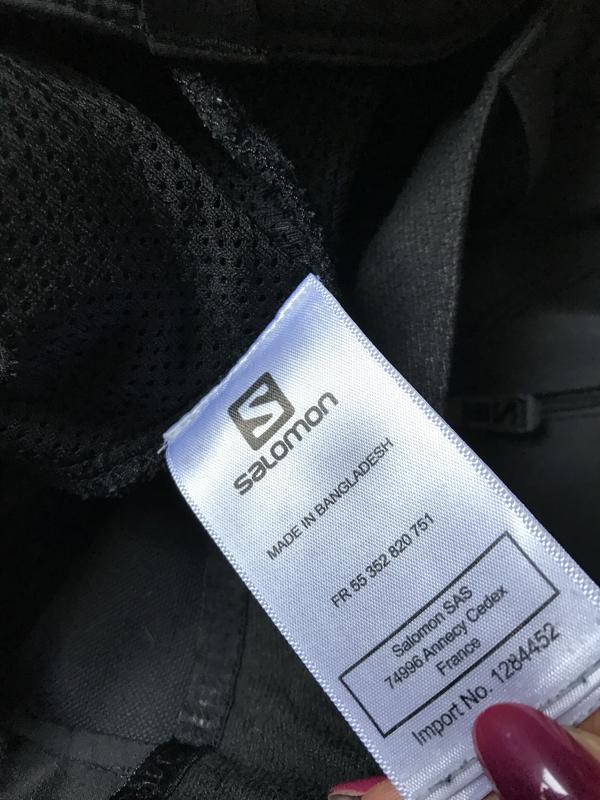 S
salomon
MADE IN BANGLADESH
FR 55 352 820 751
Salomon SAS
74996 Annecy Cedex
France
Import No. 1284452